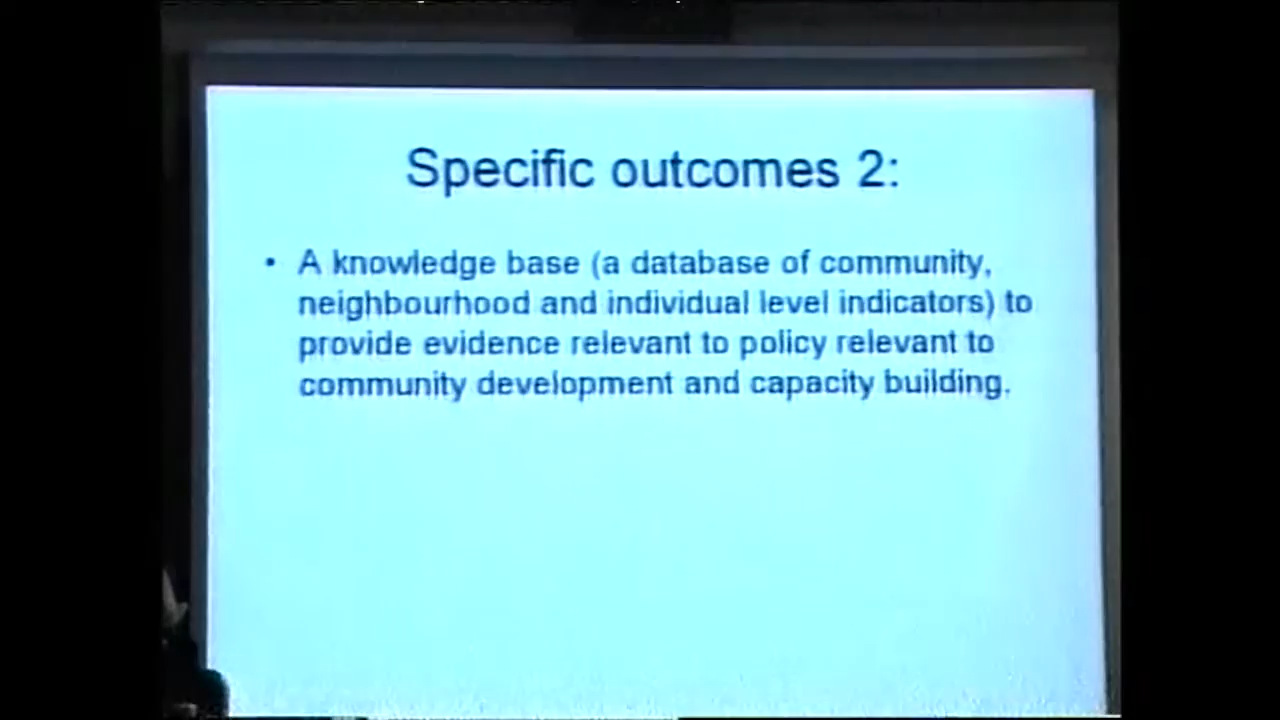 Specific outcomes 2:
• A knowledge base (a database of community,
neighbourhood and individual level indicators) to
provide evidence relevant to policy relevant to
community development and capacity building.